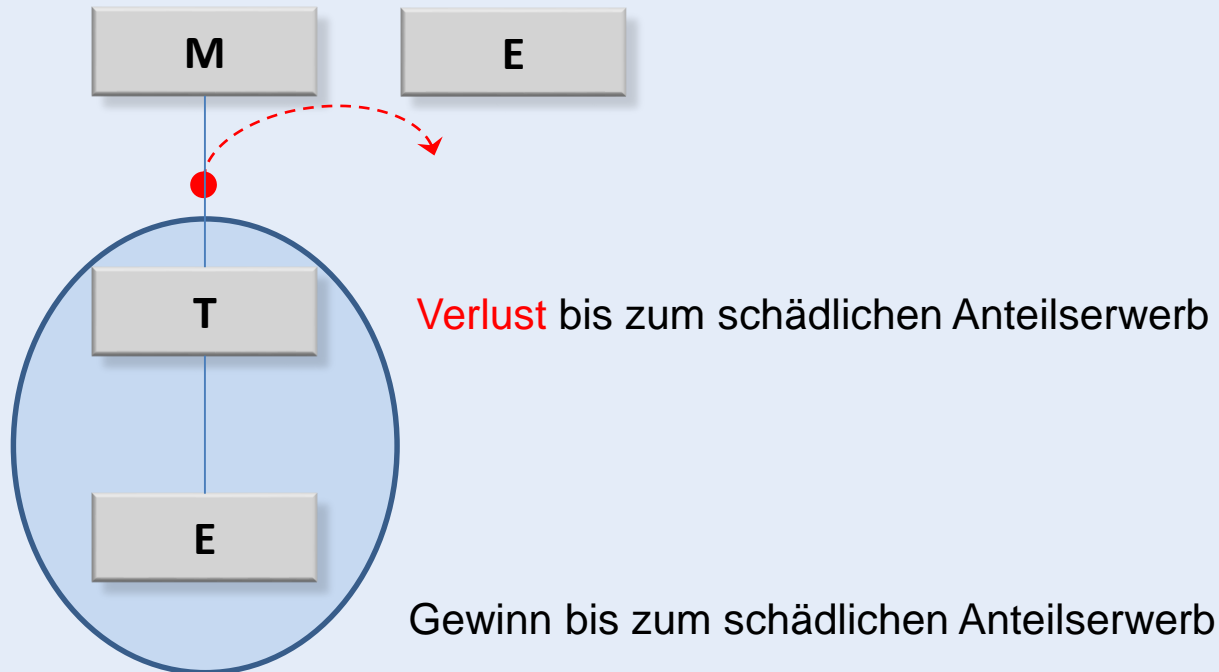 M
E
T
Verlust bis zum schädlichen Anteilserwerb
E
Gewinn bis zum schädlichen Anteilserwerb